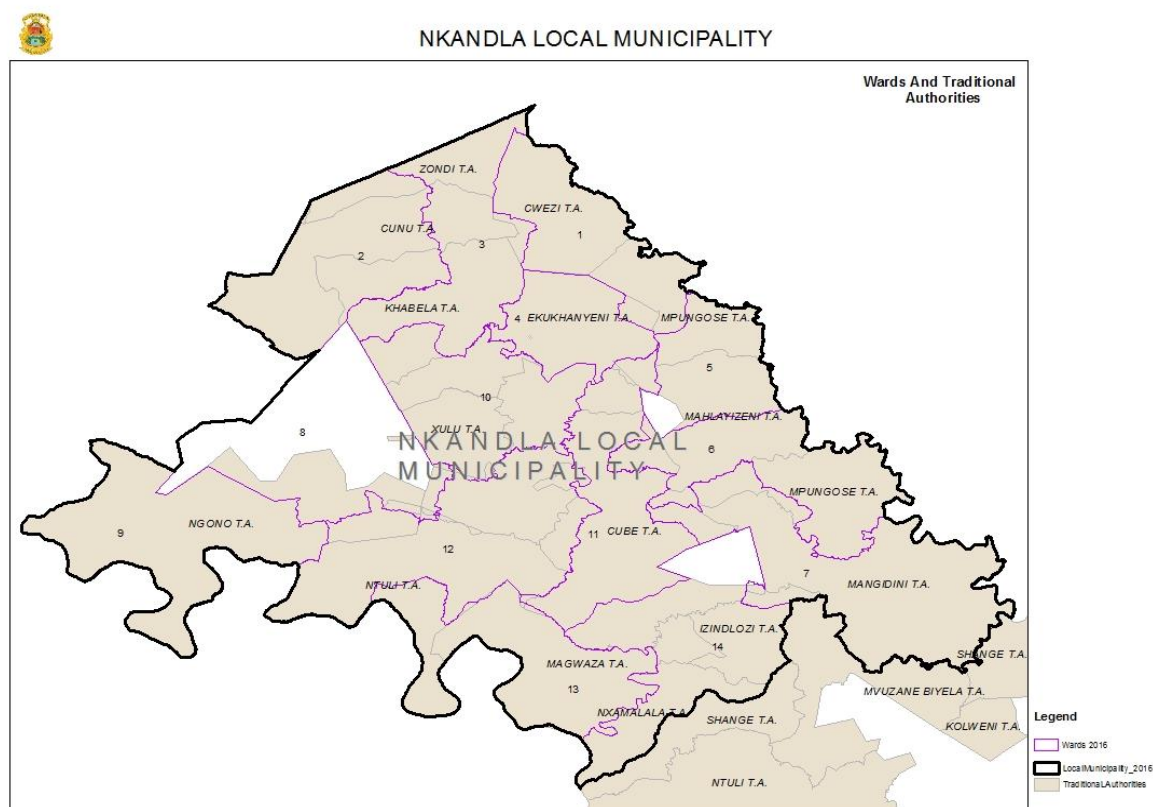 NKANDLA LOCAL MUNICIPALITY
Wards And Traditional
Authorities
ZONDI T.A.
CWEZI T.A.
CUNU T.A.
1
3
2
KHABELA T.A.
4
EKUKHANYENI T.A.
MPUNGOSE T.A.
5
10
MAHLAYIZENI T.A.
XULU T.A.
8
NKANDLA LOCAL
MUNICIPALITY
6
MPUNGOSE T.A.
NGONO T.A.
9
11
CUBE T.A.
12
7
NTULI T.A.
MANGIDINI T.A.
IZINDLOZI T.A.
14
MAGWAZA T.A.
SHANGE T.A.
13
MVUZANE BIYELA T.A.
NXAMALALA T.A.
SHANGE T.A.
KOLWENI T.A.
NTULI T.A.
Legend
Wards 2016
LocalMunicipality_2016
TraditionalAuthorities